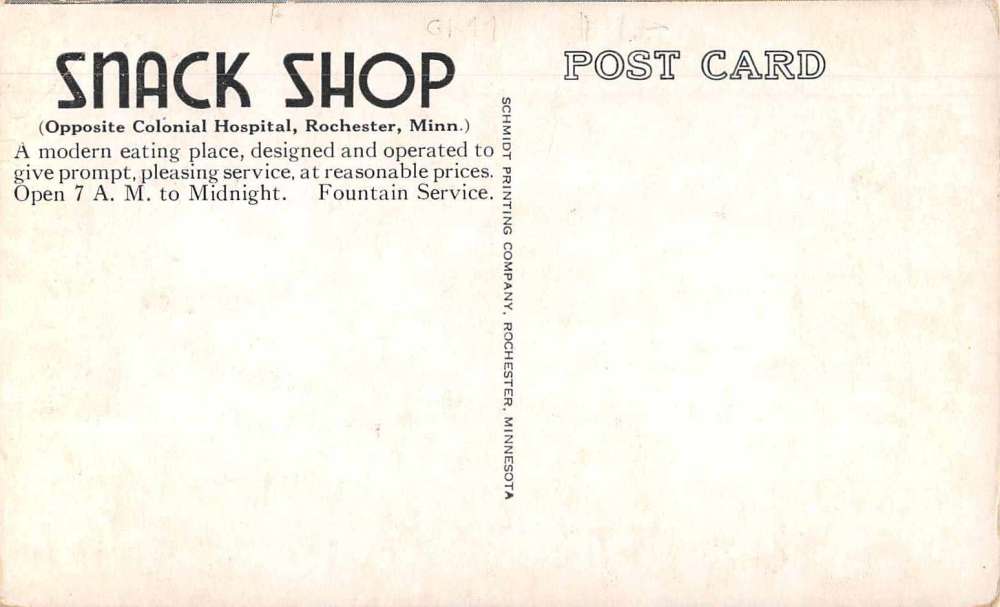 SNACK SHOP
(Opposite Colonial Hospital, Rochester, Minn.)
A modern eating place, designed and operated to
give prompt, pleasing service, at reasonable prices.
Open 7 A. M. to Midnight. Fountain Service.
SCHMIDT PRINTING COMPANY, ROCHESTER, MINNESOTA
POST CARD